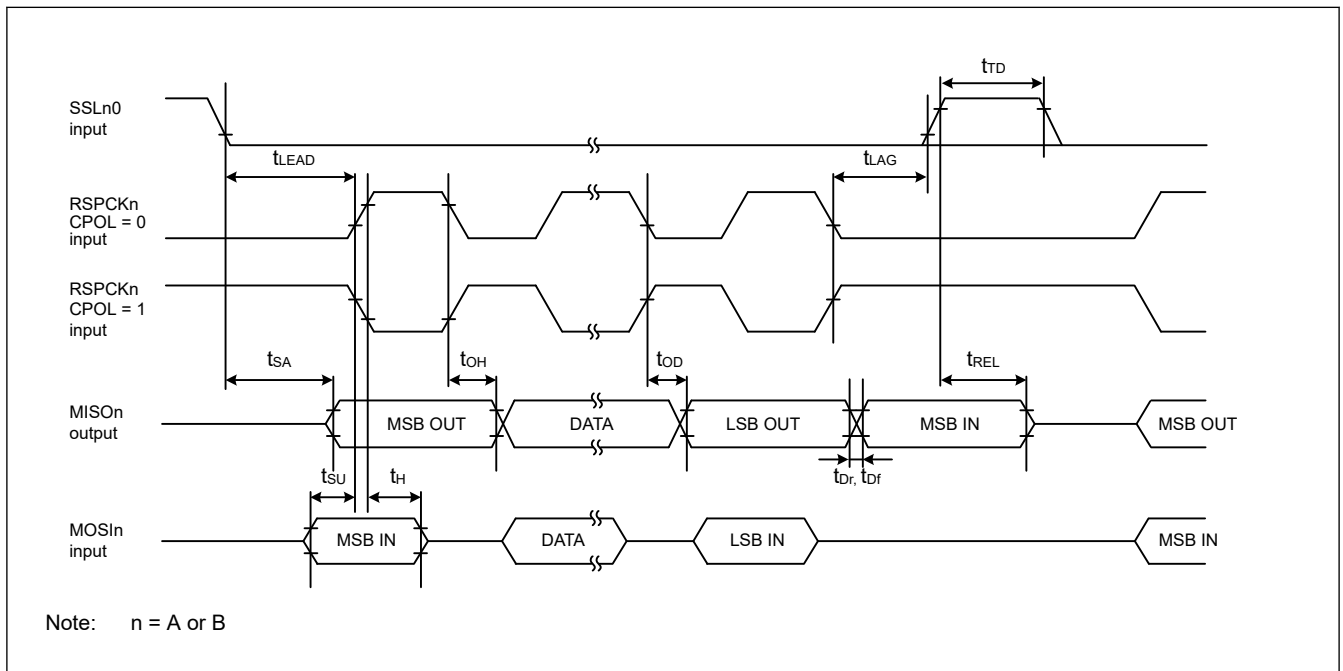 tTD
SSLn0
input
tLEAD
tLAG
RSPCKn
CPOL = 0
input
RSPCKn
CPOL = 1
input
tSA
tOH
tOD
tREL
MISOn
output
MSB OUT
DATA
LSB OUT
MSB IN
MSB OUT
tSU
tH
tDr, tDf
MOSIn
input
MSB IN
DATA
LSB IN
MSB IN
Note: n = A or B